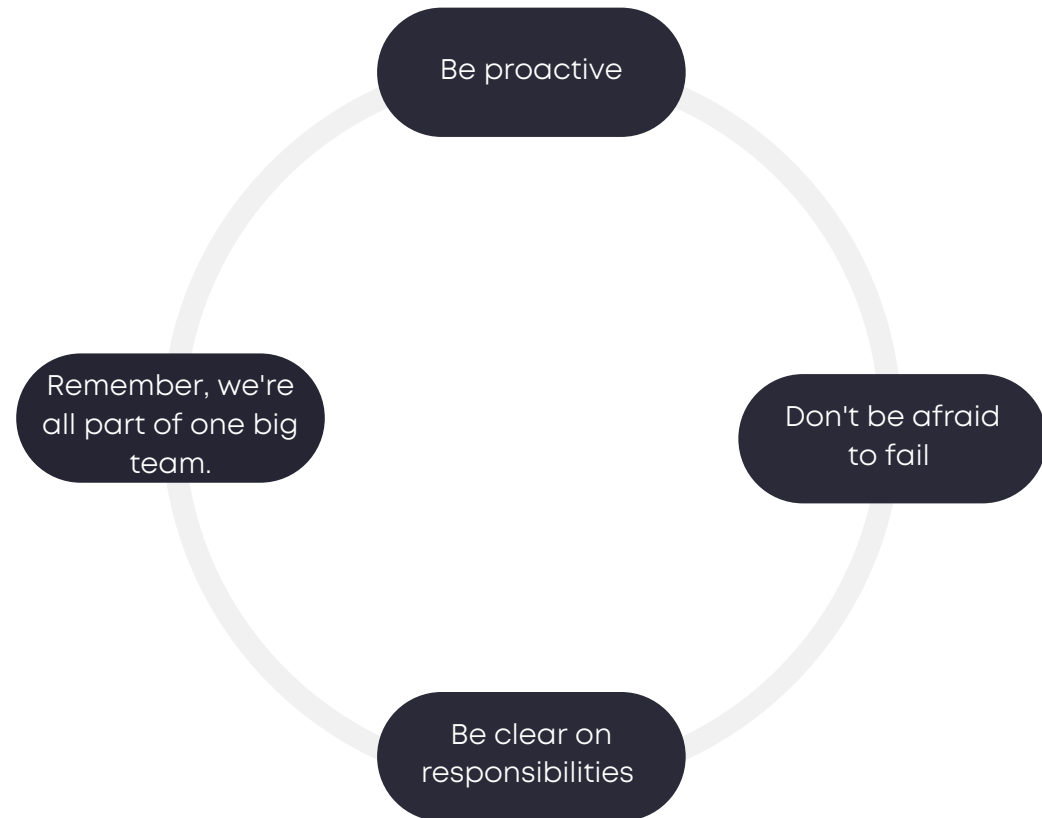 Be proactive
Remember, we're
all part of one big
team.
Don't be afraid
to fail
Be clear on
responsibilities